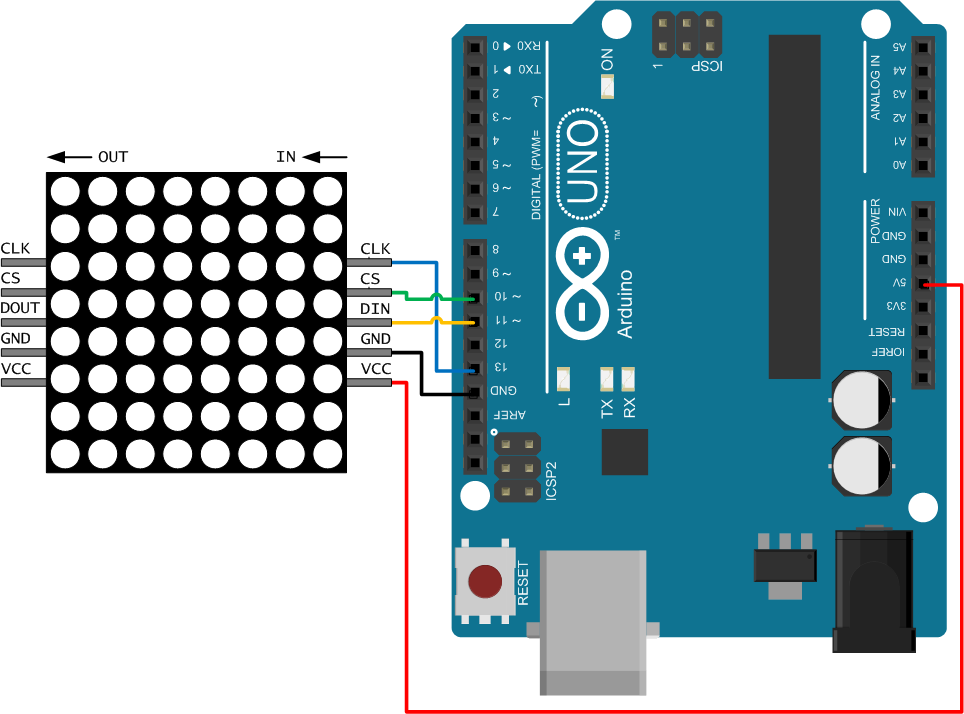 OUT
IN
CLK
CS
DOUT
GND
VCC
CLK
CS
DIN
GND
VCC
0 RX0
1 TX0
2
~ 3
4
~ 5
~ 6
7
8
~ 9
~ 10
~ 11
12
13
GND
AREF
DIGITAL (PWM= ~)
ON
1
ICSP
UNO
TM
Arduino
L
TX
RX
ICSP2
RESET
ANALOG IN
A5
A4
A3
A2
A1
A0
POWER
VIN
GND
GND
5V
3V3
RESET
IOREF